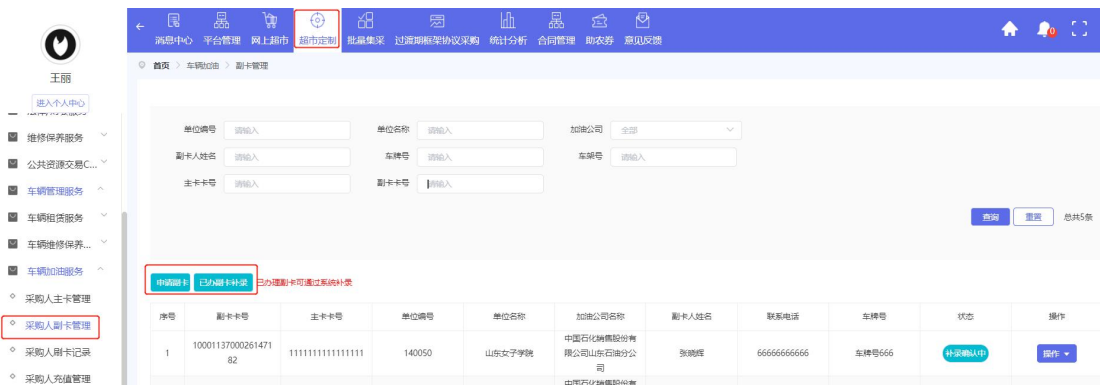 消息中心 平台管理 网上超市 超市定制 批量集采 过渡期框架协议采购 统计分析 合同管理 助农券 意见反馈
0
首页 > 车辆加油 > 副卡管理
王丽
进入个人中心
维修保养服务
公共资源交易C...
车辆管理服务
车辆租赁服务
车辆维修保养...
车辆加油服务
采购人主卡管理
采购人副卡管理
采购人刷卡记录
采购人充值管理
单位编号 请输入 单位名称 请输入 加油公司 全部
副卡人姓名 请输入 车牌号 请输入 车架号 请输入
主卡卡号 请输入 副卡卡号 请输入
查询 重置 总共5条
申请副卡 已办副卡补录 已办理副卡可通过系统补录
序号 副卡卡号 主卡卡号 单位编号 单位名称 加油公司名称 副卡人姓名 联系电话 车牌号 状态 操作
1 10001137000261471
82 1111111111111111 140050 山东女子学院 中国石化销售股份有
限公司山东石油分公
司 张晓辉 66666666666 车牌号666 补录确认中 操作
中国石化销售股份有